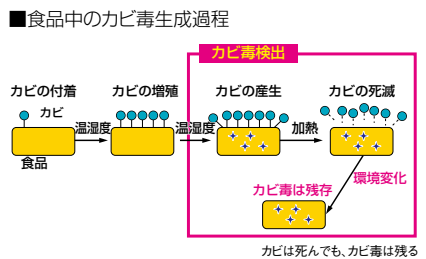 ■食品中のカビ毒生成過程
カビ毒検出
カビの付着
カビの増殖
カビの産生
カビの死滅
カビ
温湿度
温湿度
加熱
食品
環境変化
カビ毒は残存
カビは死んでも、カビ毒は残る